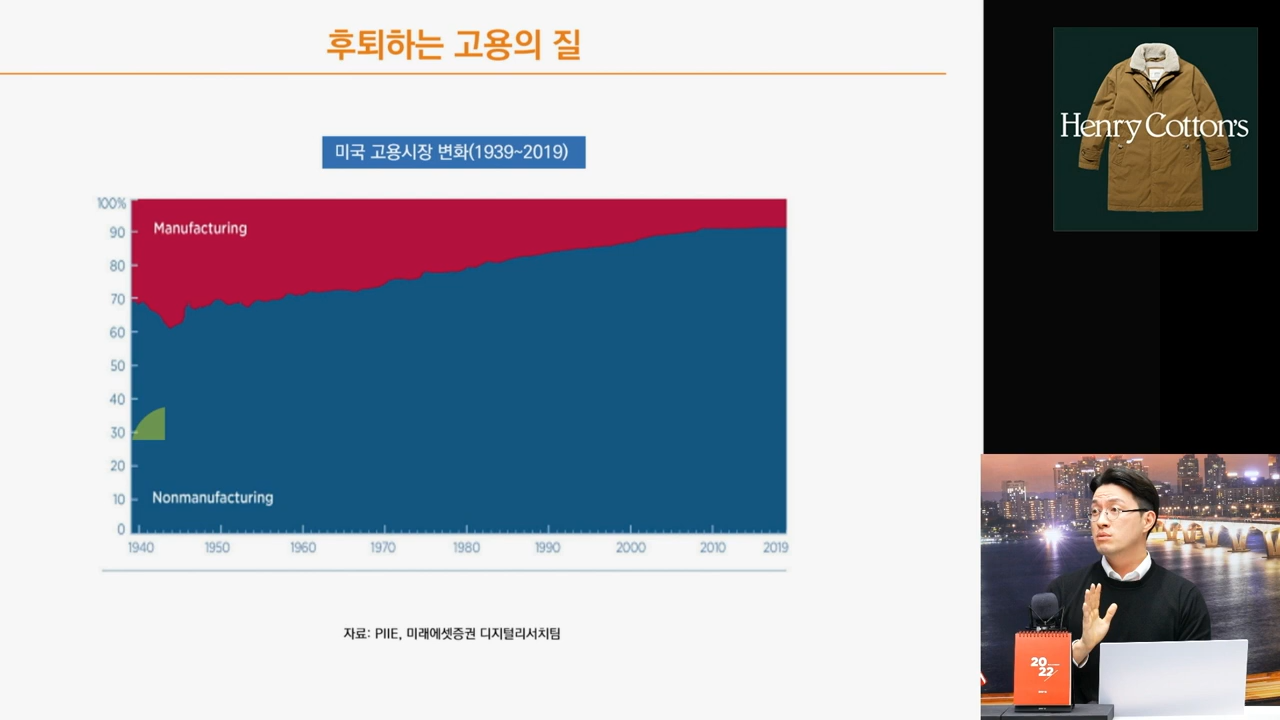 후퇴하는 고용의 질
미국 고용시장 변화(1939~2019)
100%
90
80
70
60
50
40
30
20
10
0
Manufacturing
Nonmanufacturing
1940 1950 1960 1970 1980 1990 2000 2010 2019
자료: PIIE, 미래에셋증권 디지털리서치팀
Henry Cotton's
20
22